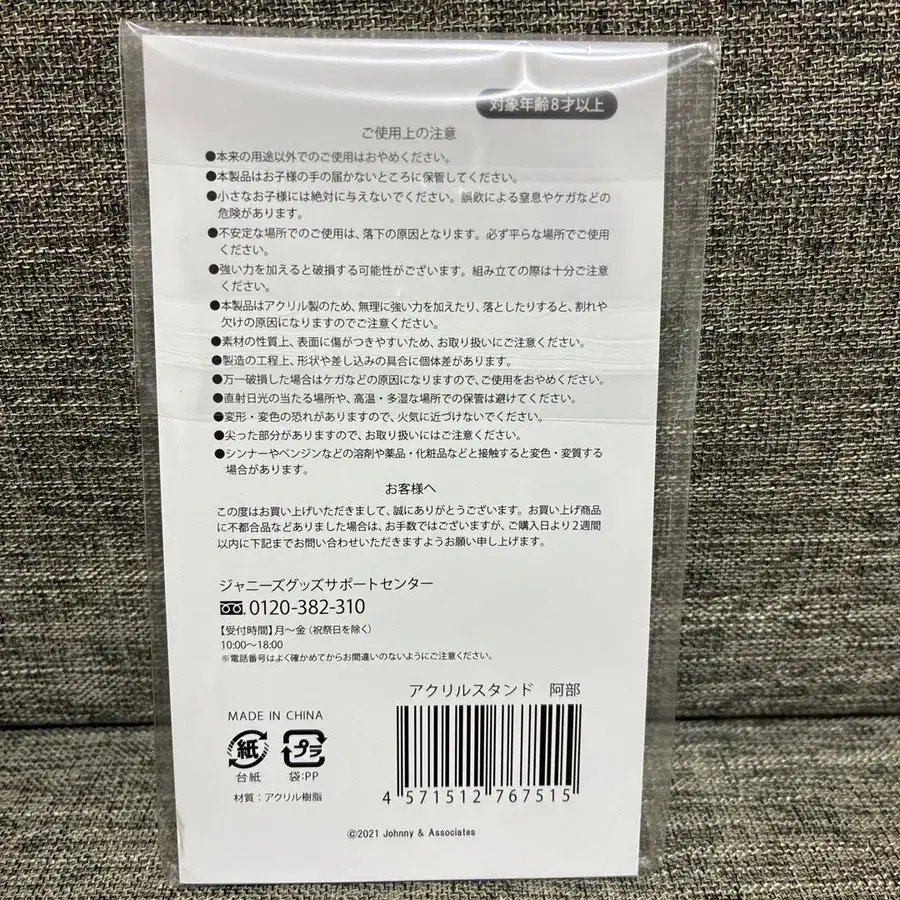 対象年齢8才以上
ご使用上の注意
●本来の用途以外でのご使用はおやめください。
●本製品はお子様の手の届かないところに保管してください。
●小さなお子様には絶対に与えないでください。誤飲による窒息やケガなどの
危険があります。
●不安定な場所でのご使用は、落下の原因となります。必ず平らな場所でご使用
ください。
●強い力を加えると破損する可能性がございます。組み立ての際は十分ご注意
ください。
●本製品はアクリル製のため、無理に強い力を加えたり、落としたりすると、割れや
欠けの原因になりますのでご注意ください。
●素材の性質上、表面に傷がつきやすいため、お取り扱いにご注意ください。
●製造の工程上、形状や差し込みの具合に個体差があります。
●万一破損した場合はケガなどの原因になりますので、ご使用をおやめください。
●直射日光の当たる場所や、高温・多湿な場所での保管は避けてください。
●変形・変色の恐れがありますので、火気に近づけないでください。
●尖った部分がありますので、お取り扱いにはご注意ください。
●シンナーやベンジンなどの溶剤や薬品・化粧品などと接触すると変色・変質する
場合があります。
お客様へ
この度はお買い上げいただきまして、誠にありがとうございます。お買い上げ商品
に不都合品などありました場合は、お手数ではございますが、ご購入日より2週間
以内に下記までお問い合わせいただきますようお願い申し上げます。
ジャニーズグッズサポートセンター
0120-382-310
【受付時間】月〜金（祝祭日を除く）
10:00〜18:00
※電話番号はよく確かめてからお間違いのないようにご注意ください。
アクリルスタンド 阿部
MADE IN CHINA
紙
プラ
台紙
袋:PP
材質：アクリル樹脂
4 571512 767515
©2021 Johnny & Associates